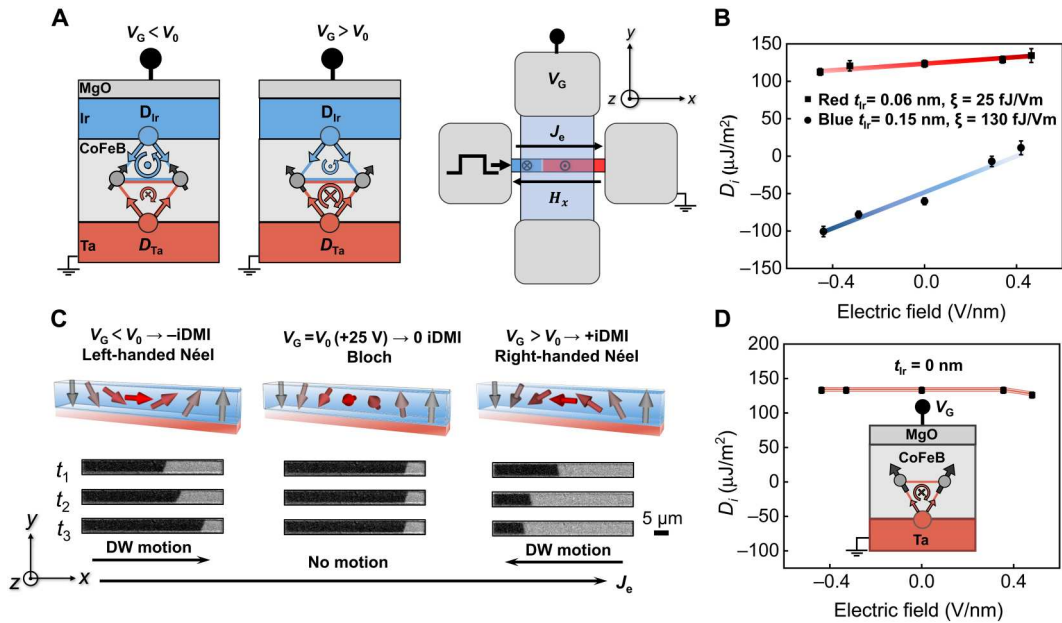 A
V_G < V_0
V_G > V_0
MgO
Ir
D_Ir
CoFeB
Ta
D_Ta
D_Ir
D_Ta
V_G
J_e
H_x
y
z
x
B
D_i (μJ/m²)
150
100
50
0
−50
−100
−150
Red t_Ir= 0.06 nm, ξ = 25 fJ/Vm
Blue t_Ir= 0.15 nm, ξ = 130 fJ/Vm
−0.4
0.0
0.4
Electric field (V/nm)
C
V_G < V_0 → −iDMI
Left-handed Néel
V_G = V_0 (+25 V) → 0 iDMI
Bloch
V_G > V_0 → +iDMI
Right-handed Néel
t_1
t_2
t_3
5 μm
DW motion
No motion
DW motion
y
z
x
J_e
D
D_i (μJ/m²)
200
150
100
50
0
−50
−100
t_Ir = 0 nm
V_G
MgO
CoFeB
Ta
−0.4
0.0
0.4
Electric field (V/nm)